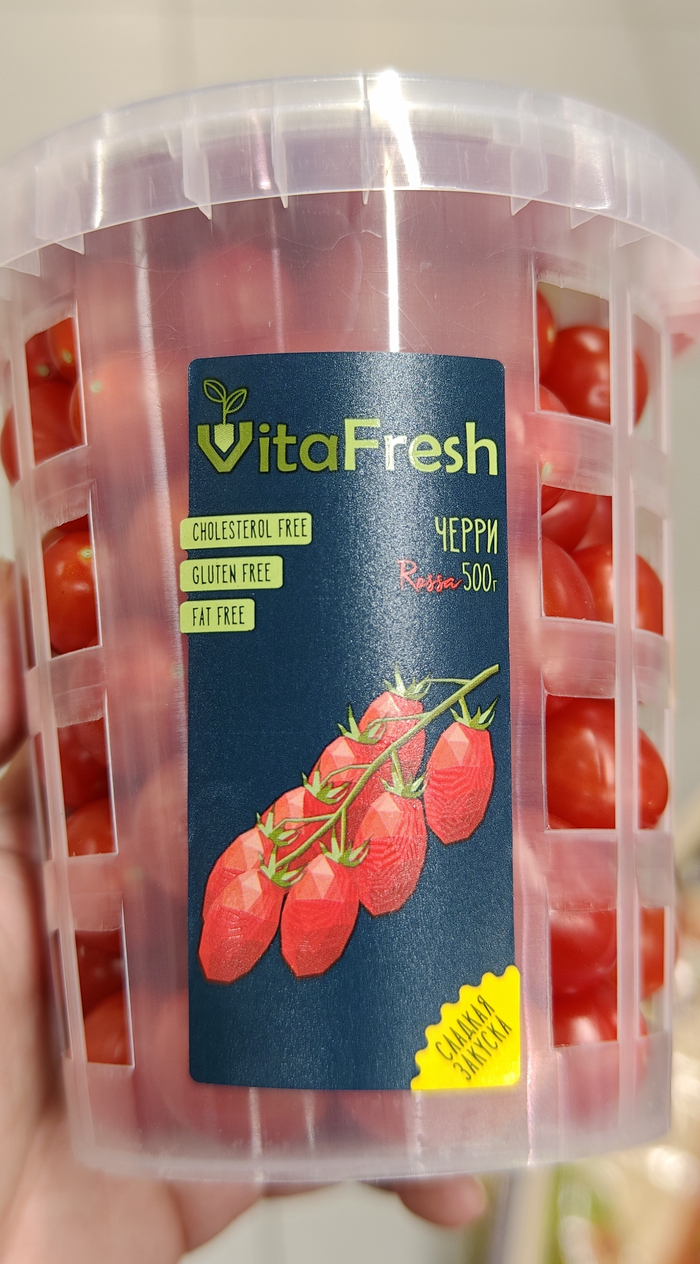 VitaFresh
CHOLESTEROL FREE
GLUTEN FREE
FAT FREE
ЧЕРРИ
Rossa 500г
СЛАДКАЯ
ЗАКУСКА